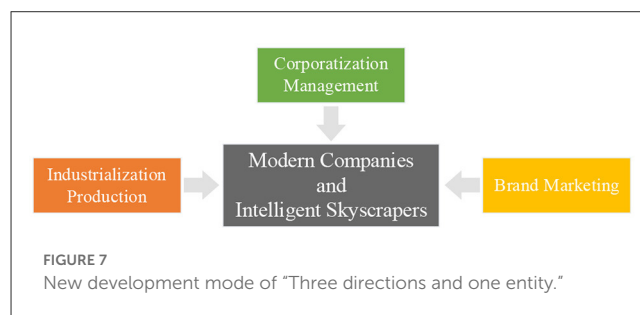 Corporatization
Management
Industrialization
Production
Modern Companies
and
Intelligent Skyscrapers
Brand Marketing
FIGURE 7
New development mode of “Three directions and one entity.”